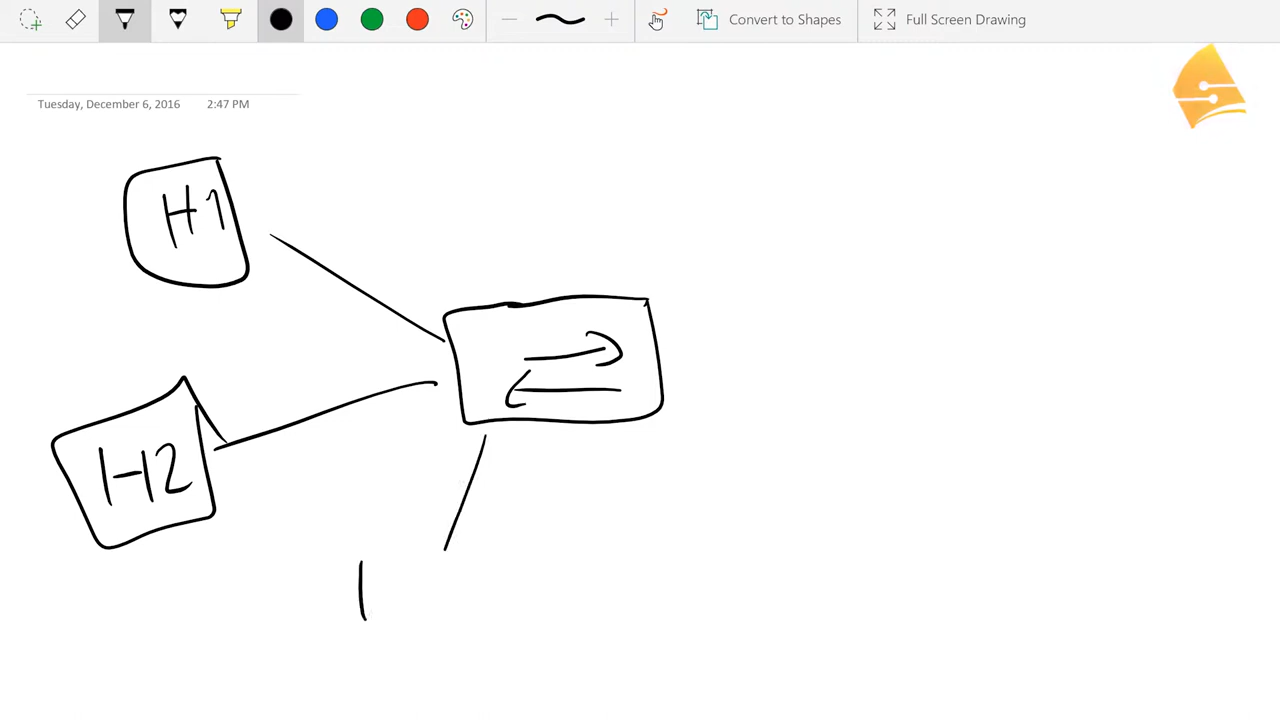 Convert to Shapes
Full Screen Drawing
Tuesday, December 6, 2016 2:47 PM
H1
H2